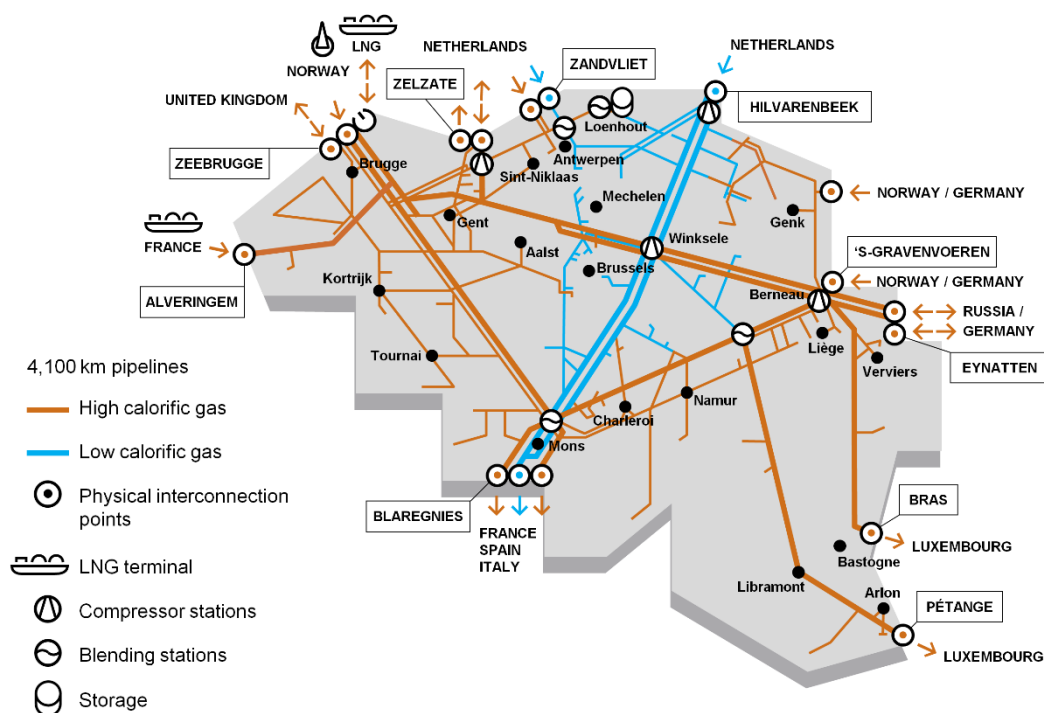 LNG
NORWAY
NETHERLANDS
ZANDVLIET
NETHERLANDS
ZELZATE
UNITED KINGDOM
HILVARENBEEK
Loenhout
ZEEBRUGGE
Brugge
Antwerpen
Sint-Niklaas
NORWAY / GERMANY
Mechelen
Genk
Gent
FRANCE
Winksele
'S-GRAVENVOEREN
Aalst
Brussels
NORWAY / GERMANY
Kortrijk
Berneau
ALVERINGEM
RUSSIA /
GERMANY
Liège
Tournai
Verviers
EYNATTEN
4,100 km pipelines
High calorific gas
Namur
Charleroi
Low calorific gas
Mons
Physical interconnection
points
BLAREGNIES
BRAS
FRANCE
SPAIN
ITALY
LUXEMBOURG
Bastogne
LNG terminal
Libramont
Arlon
Compressor stations
PÉTANGE
Blending stations
LUXEMBOURG
Storage